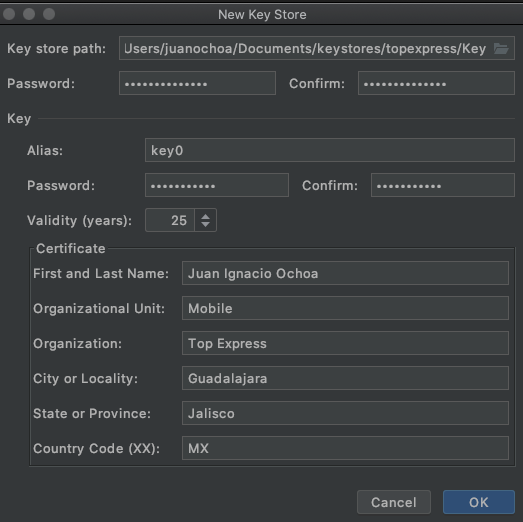 New Key Store
Key store path: Users/juanochoa/Documents/keystores/topexpress/Key
Password: •••••••••••••• Confirm: ••••••••••••••
Key
Alias: key0
Password: ••••••••••• Confirm: •••••••••••
Validity (years): 25
Certificate
First and Last Name: Juan Ignacio Ochoa
Organizational Unit: Mobile
Organization: Top Express
City or Locality: Guadalajara
State or Province: Jalisco
Country Code (XX): MX
Cancel OK